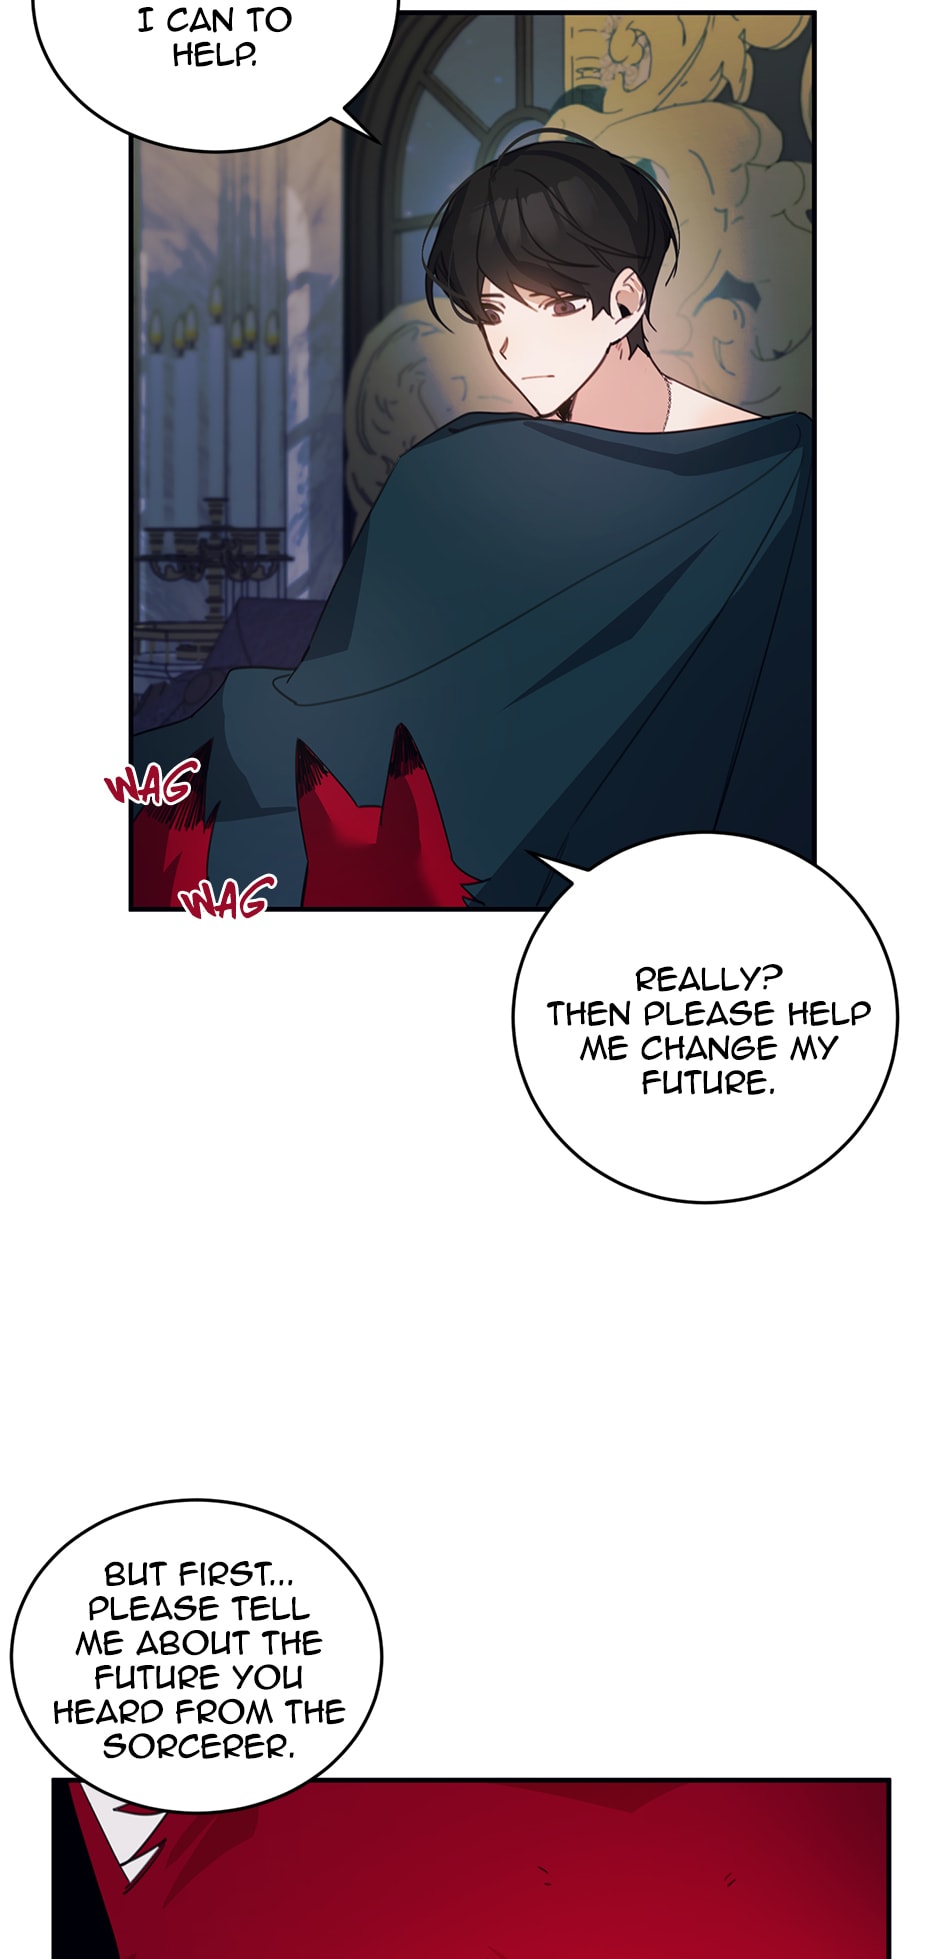 I CAN TO
HELP.
WAG
WAG
REALLY?
THEN PLEASE HELP
ME CHANGE MY
FUTURE.
BUT FIRST...
PLEASE TELL
ME ABOUT THE
FUTURE YOU
HEARD FROM THE
SORCERER.